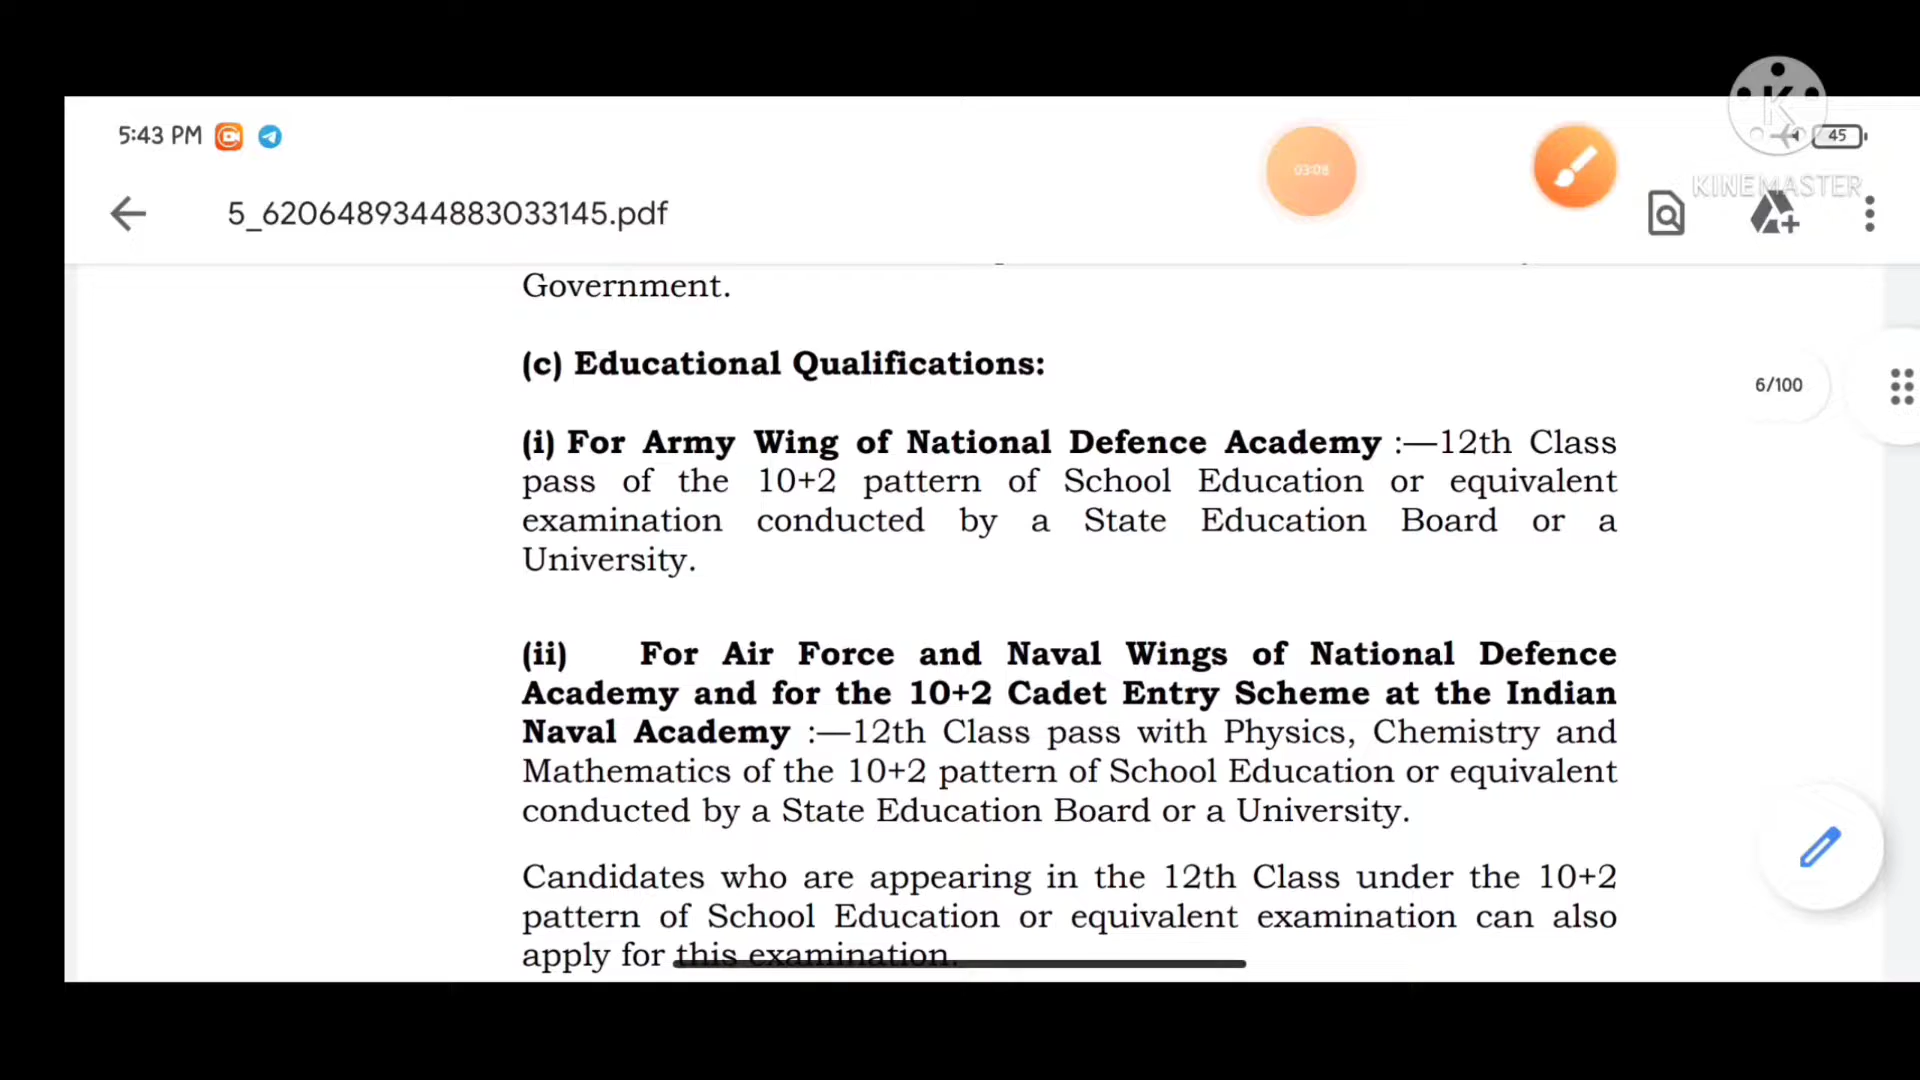 5:43 PM
45
KINEMASTER
03:08
5_6206489344883033145.pdf
Government.
(c) Educational Qualifications:
6/100
(i) For Army Wing of National Defence Academy :—12th Class
pass of the 10+2 pattern of School Education or equivalent
examination conducted by a State Education Board or a
University.
(ii) For Air Force and Naval Wings of National Defence
Academy and for the 10+2 Cadet Entry Scheme at the Indian
Naval Academy :—12th Class pass with Physics, Chemistry and
Mathematics of the 10+2 pattern of School Education or equivalent
conducted by a State Education Board or a University.
Candidates who are appearing in the 12th Class under the 10+2
pattern of School Education or equivalent examination can also
apply for this examination.